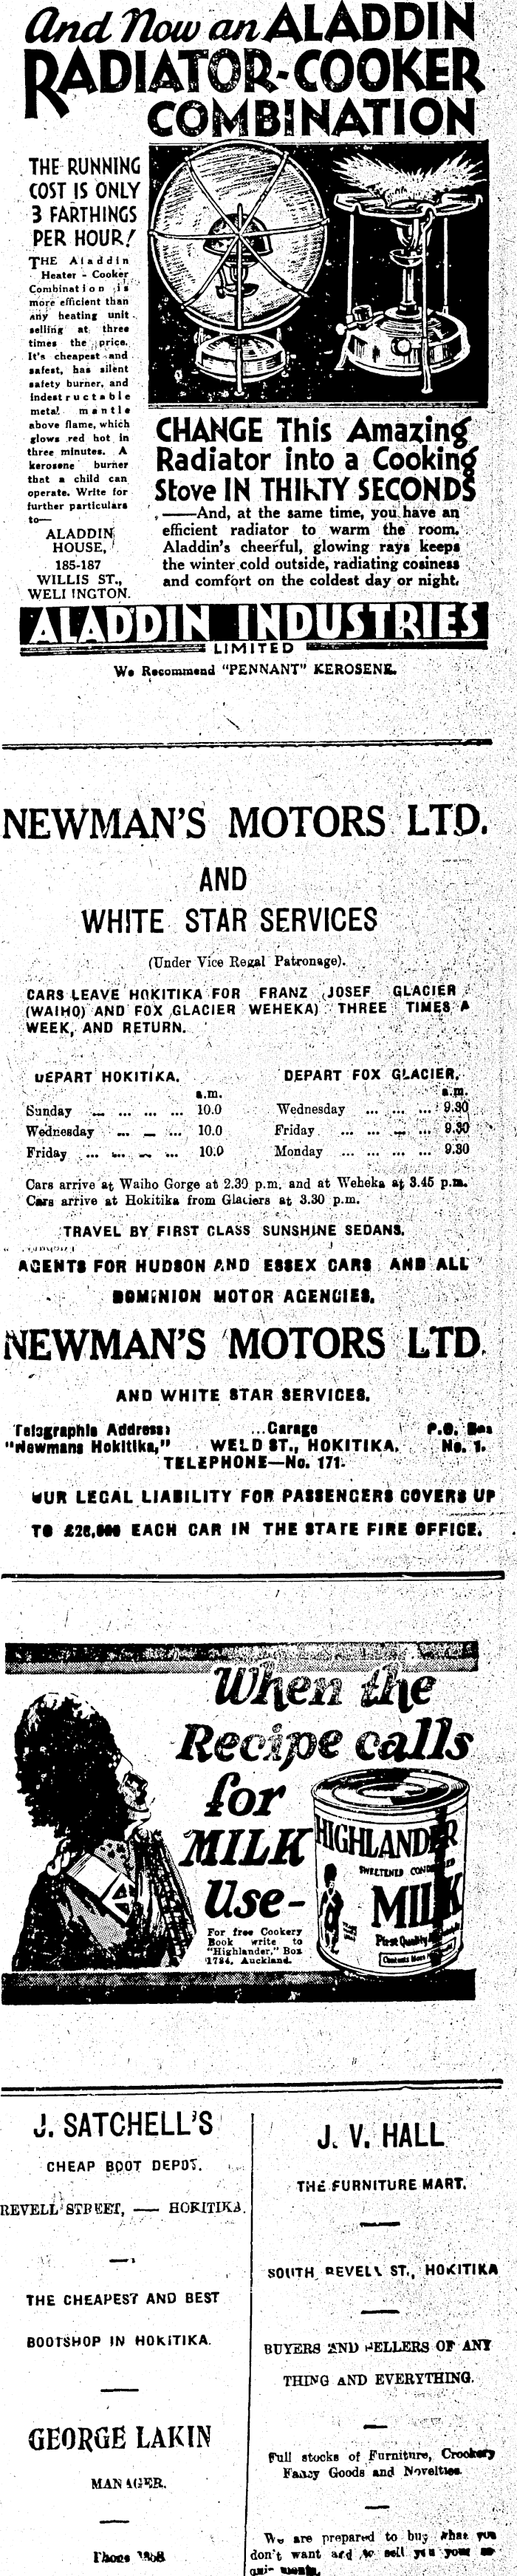 And Now an ALADDIN
RADIATOR-COOKER
COMBINATION
THE RUNNING
COST IS ONLY
3 FARTHINGS
PER HOUR!
THE Aladdin
Heater - Cooker
Combination is
more efficient than
any heating unit
selling at three
times the price.
It's cheapest and
safest, has silent
safety burner, and
indestructable
metal mantle
above flame, which
glows red hot in
three minutes. A
kerosene burner
that a child can
operate. Write for
further particulars
to—
ALADDIN
HOUSE,
185-187
WILLIS ST.,
WELLINGTON.
CHANGE This Amazing
Radiator into a Cooking
Stove IN THIRTY SECONDS
——And, at the same time, you have an
efficient radiator to warm the room.
Aladdin's cheerful, glowing rays keeps
the winter cold outside, radiating cosiness
and comfort on the coldest day or night.
ALADDIN INDUSTRIES
LIMITED
We Recommend "PENNANT" KEROSENE.
NEWMAN'S MOTORS LTD.
AND
WHITE STAR SERVICES
(Under Vice Regal Patronage).
CARS LEAVE HOKITIKA FOR FRANZ JOSEF GLACIER
(WAIHO) AND FOX GLACIER WEHEKA) THREE TIMES A
WEEK, AND RETURN.
DEPART HOKITIKA.
a.m.
Sunday ... ... ... ... 10.0
Wednesday ... ... ... 10.0
Friday ... ... ... ... 10.0
DEPART FOX GLACIER.
a.m.
Wednesday ... ... ... 9.30
Friday ... ... ... ... 9.30
Monday ... ... ... ... 9.30
Cars arrive at Waiho Gorge at 2.30 p.m. and at Weheka at 3.45 p.m.
Cars arrive at Hokitika from Glaciers at 3.30 p.m.
TRAVEL BY FIRST CLASS SUNSHINE SEDANS.
AGENTS FOR HUDSON AND ESSEX CARS AND ALL
DOMINION MOTOR AGENCIES.
NEWMAN'S MOTORS LTD.
AND WHITE STAR SERVICES.
Telegraphic Address: ...Garage P.O. Box
"Newmans Hokitika," WELD ST., HOKITIKA. No. 1.
TELEPHONE—No. 171.
OUR LEGAL LIABILITY FOR PASSENGERS COVERS UP
TO £26,000 EACH CAR IN THE STATE FIRE OFFICE.
When the
Recipe calls
for
MILK
Use-
For free Cookery
Book write to
"Highlander," Box
1784, Auckland.
HIGHLANDER
SWEETENED CONDENSED
MILK
First Quality
J. SATCHELL'S
CHEAP BOOT DEPOT.
REVELL STREET, — HOKITIKA.
THE CHEAPEST AND BEST
BOOTSHOP IN HOKITIKA.
GEORGE LAKIN
MANAGER.
Phone
J. V. HALL
THE FURNITURE MART.
SOUTH REVELL ST., HOKITIKA
BUYERS AND SELLERS OF ANY
THING AND EVERYTHING.
Full stocks of Furniture, Crockery
Fancy Goods and Novelties.
We are prepared to buy what you
don't want and to sell you your